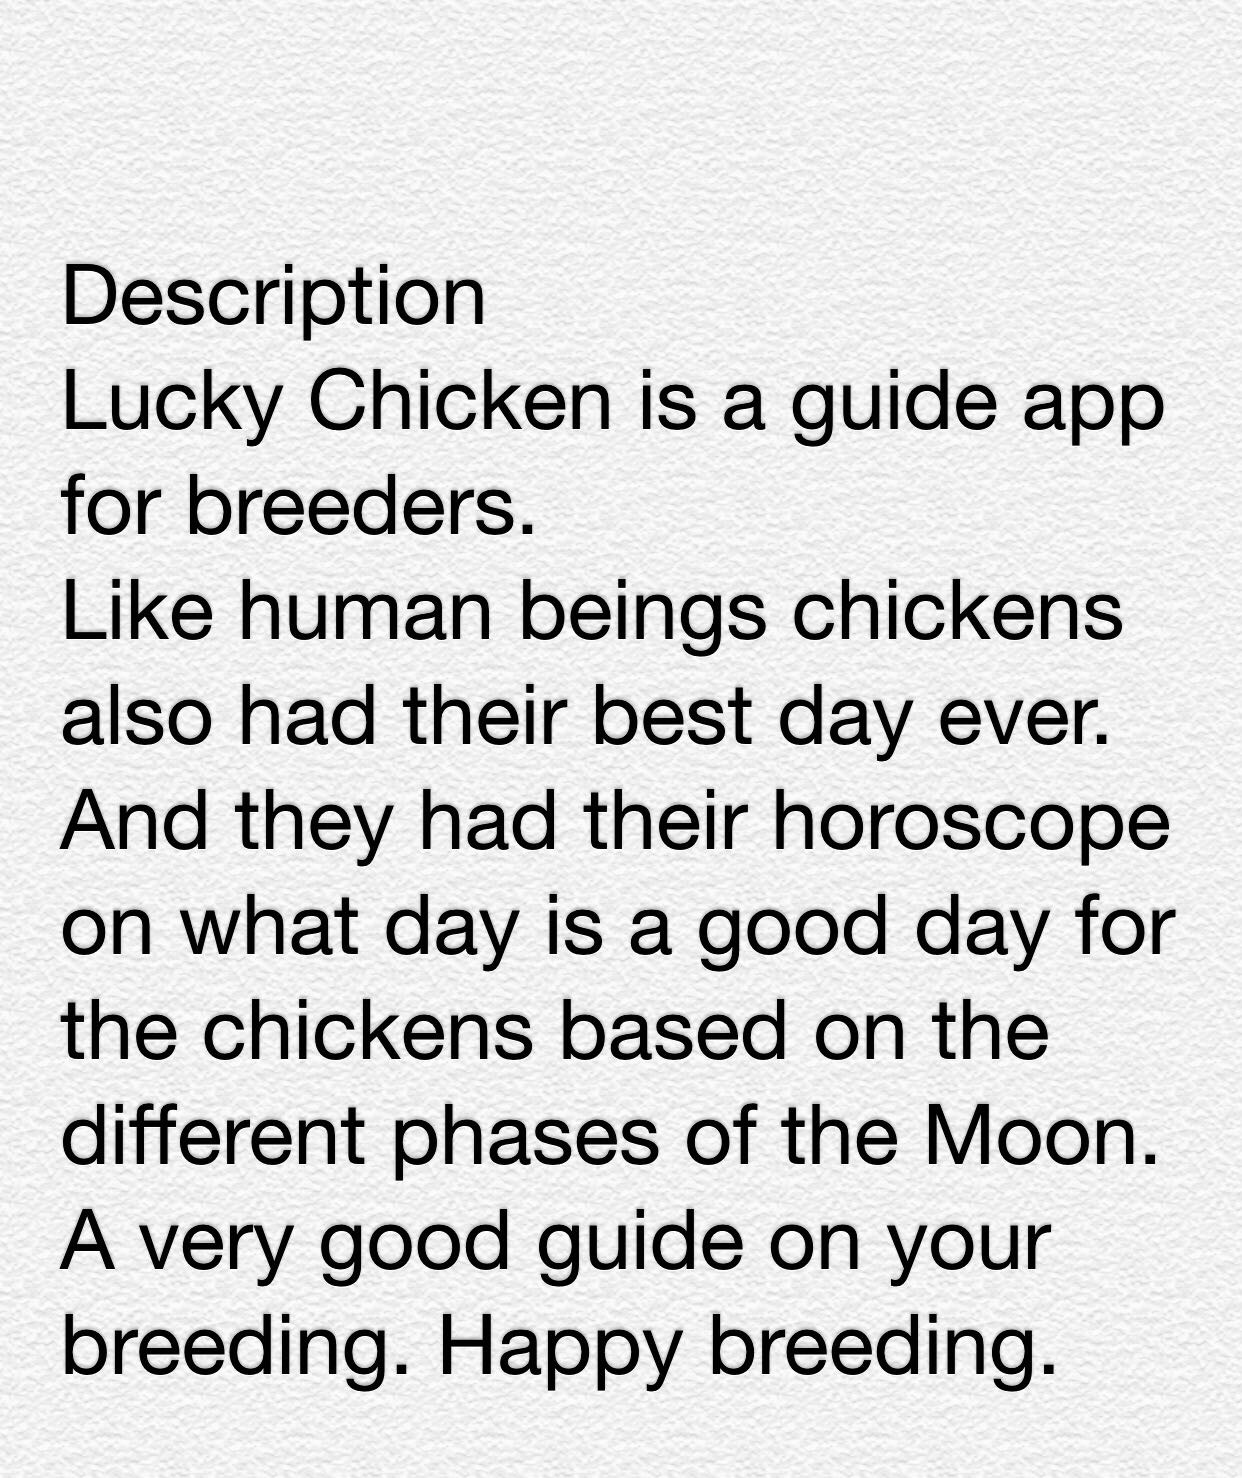 Description
Lucky Chicken is a guide app
for breeders.
Like human beings chickens
also had their best day ever.
And they had their horoscope
on what day is a good day for
the chickens based on the
different phases of the Moon.
A very good guide on your
breeding. Happy breeding.